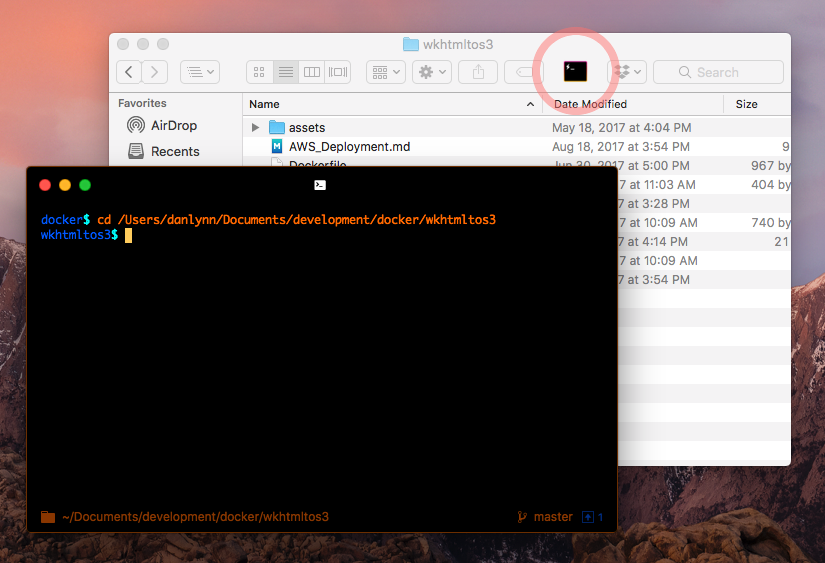 wkhtmltos3
Search
Favorites
Name
Date Modified
Size
AirDrop
assets
May 18, 2017 at 4:04 PM
Recents
AWS_Deployment.md
Aug 18, 2017 at 3:54 PM
9
Dockerfile
Jun 30, 2017 at 5:00 PM
967 by
7 at 11:03 AM
404 by
7 at 3:28 PM
7 at 10:09 AM
740 by
7 at 4:14 PM
21
7 at 10:09 AM
7 at 3:54 PM
docker$ cd /Users/danlynn/Documents/development/docker/wkhtmltos3
wkhtmltos3$
~/Documents/development/docker/wkhtmltos3
master
1